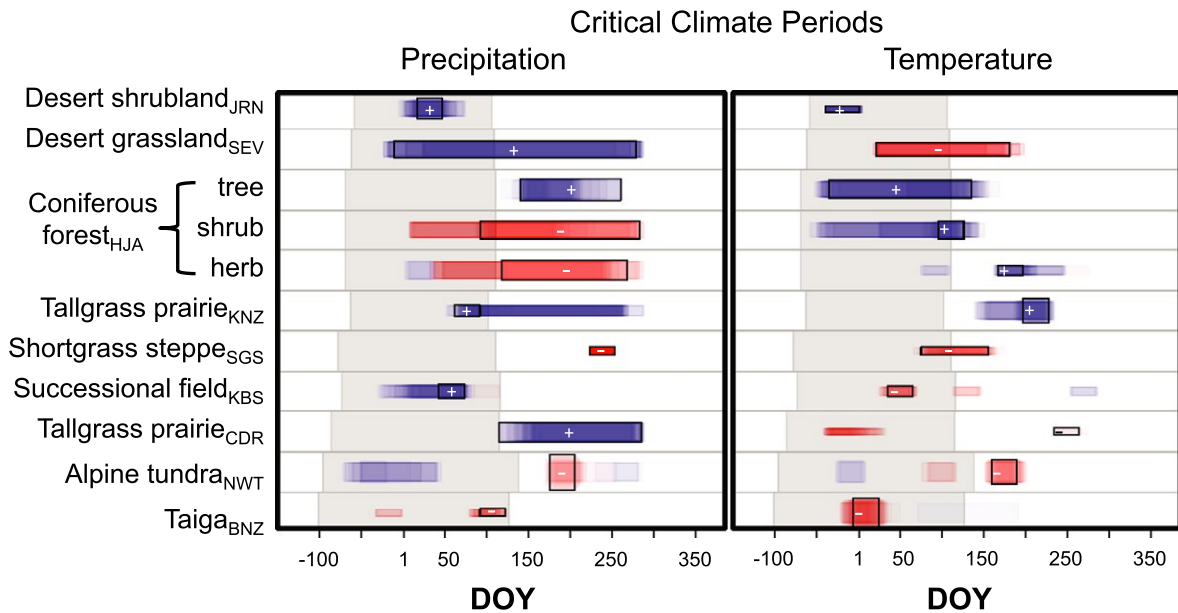 Critical Climate Periods
Precipitation Temperature
Desert shrublandJRN + +
Desert grasslandSEV + -
tree + +
Coniferous
forestHJA
shrub - +
herb - +
Tallgrass prairieKNZ + +
Shortgrass steppeSGS - -
Successional fieldKBS + -
Tallgrass prairieCDR + -
Alpine tundraNWT - -
TaigaBNZ - -
-100 1 50 150 250 350 -100 1 50 150 250 350
DOY DOY